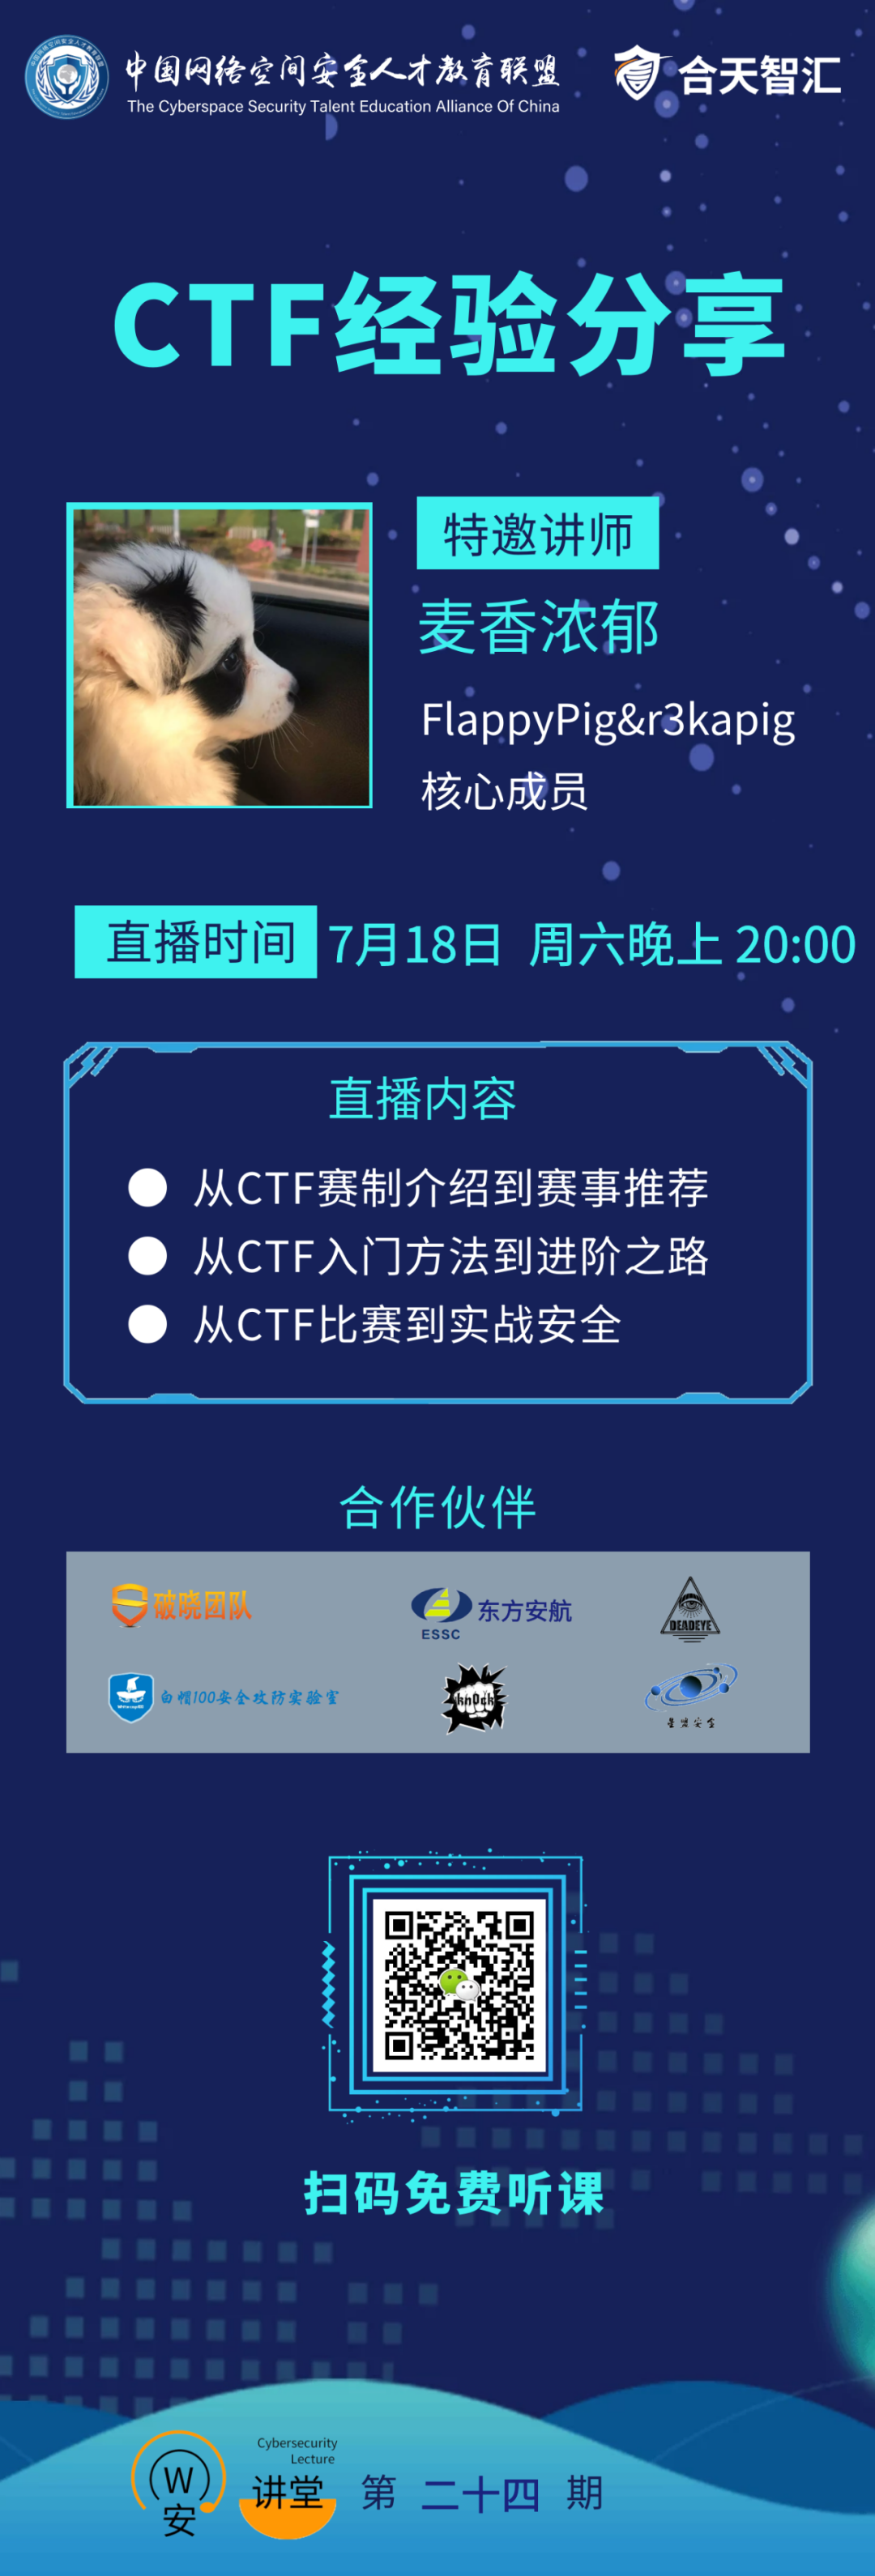 中国网络空间安全人才教育联盟
The Cyberspace Security Talent Education Alliance Of China
合天智汇
CTF经验分享
特邀讲师
麦香浓郁
FlappyPig&r3kapig
核心成员
直播时间 7月18日 周六晚上 20:00
直播内容
从CTF赛制介绍到赛事推荐
从CTF入门方法到进阶之路
从CTF比赛到实战安全
合作伙伴
破晓团队
ESSC
东方安航
DEADEYE
白帽100安全攻防实验室
kn0ck
星盟安全
扫码免费听课
W
安
Cybersecurity
Lecture
讲堂 第 二十四 期